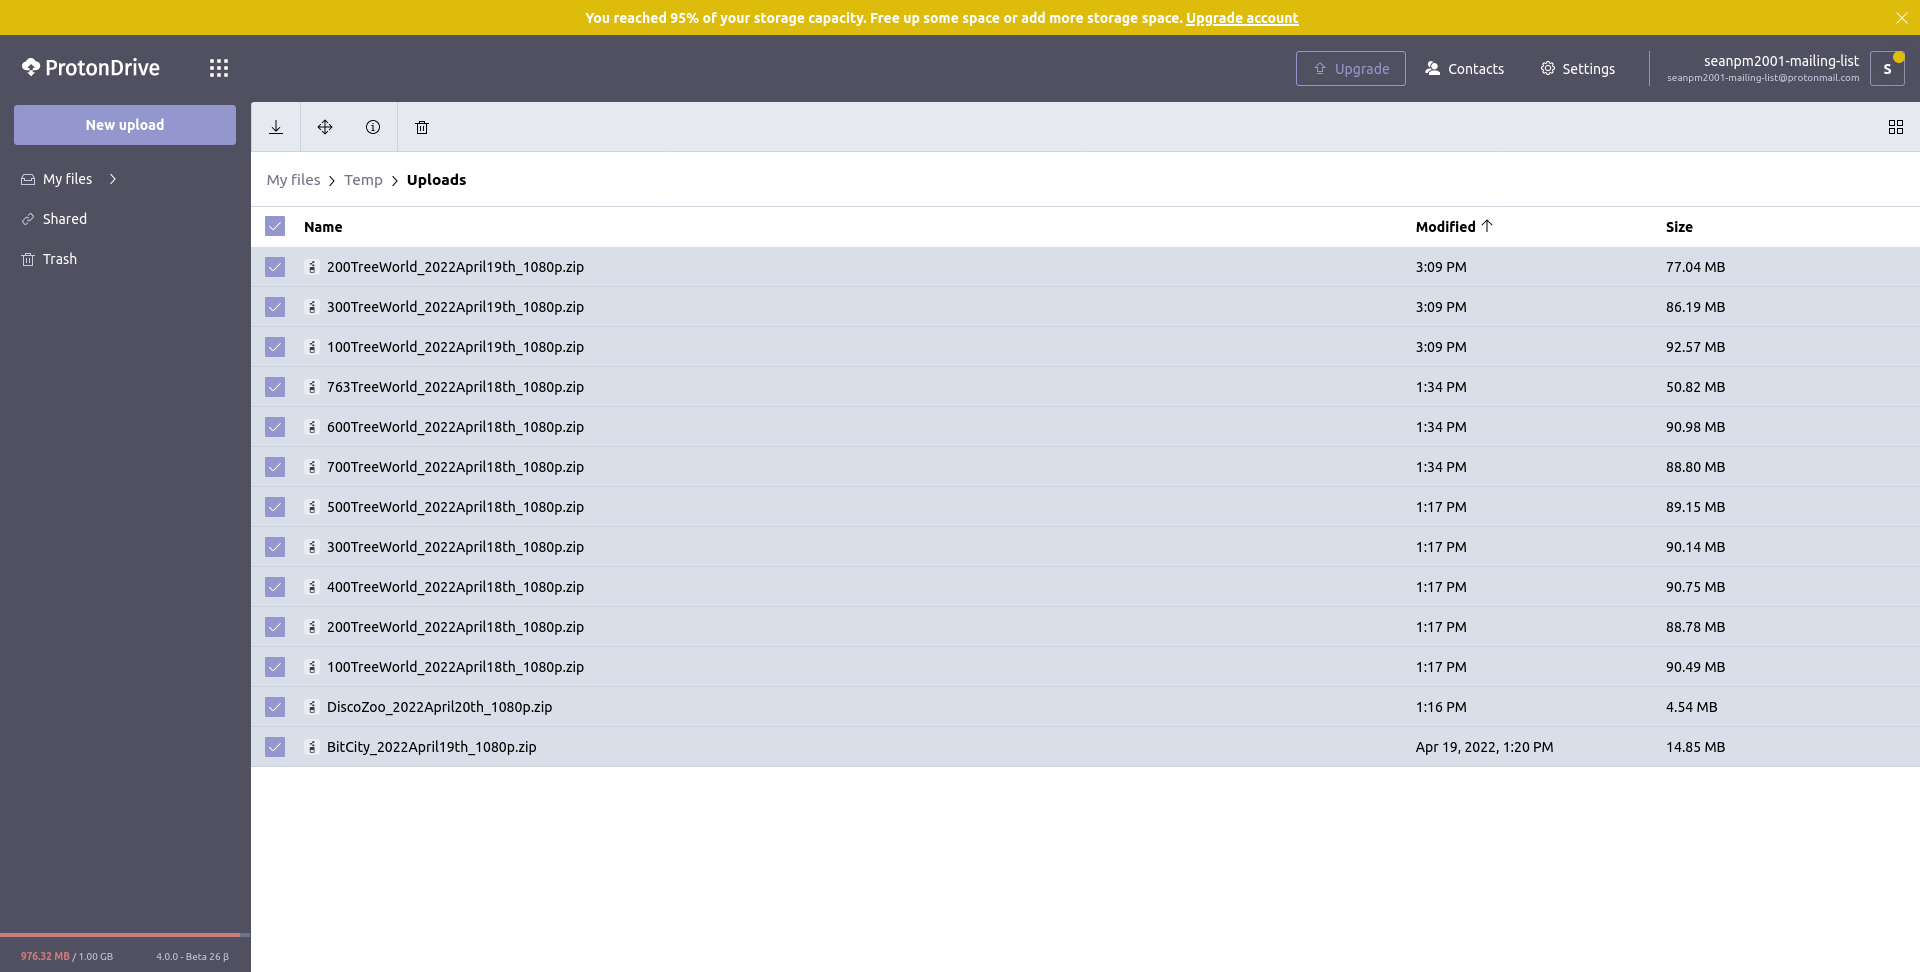 You reached 95% of your storage capacity. Free up some space or add more storage space. Upgrade account
ProtonDrive
Upgrade
Contacts
Settings
seanpm2001-mailing-list
seanpm2001-mailing-list@protonmail.com
S
New upload
My files
Shared
Trash
My files > Temp > Uploads
Name Modified Size
200TreeWorld_2022April19th_1080p.zip 3:09 PM 77.04 MB
300TreeWorld_2022April19th_1080p.zip 3:09 PM 86.19 MB
100TreeWorld_2022April19th_1080p.zip 3:09 PM 92.57 MB
763TreeWorld_2022April18th_1080p.zip 1:34 PM 50.82 MB
600TreeWorld_2022April18th_1080p.zip 1:34 PM 90.98 MB
700TreeWorld_2022April18th_1080p.zip 1:34 PM 88.80 MB
500TreeWorld_2022April18th_1080p.zip 1:17 PM 89.15 MB
300TreeWorld_2022April18th_1080p.zip 1:17 PM 90.14 MB
400TreeWorld_2022April18th_1080p.zip 1:17 PM 90.75 MB
200TreeWorld_2022April18th_1080p.zip 1:17 PM 88.78 MB
100TreeWorld_2022April18th_1080p.zip 1:17 PM 90.49 MB
DiscoZoo_2022April20th_1080p.zip 1:16 PM 4.54 MB
BitCity_2022April19th_1080p.zip Apr 19, 2022, 1:20 PM 14.85 MB
976.32 MB / 1.00 GB 4.0.0 - Beta 26 β